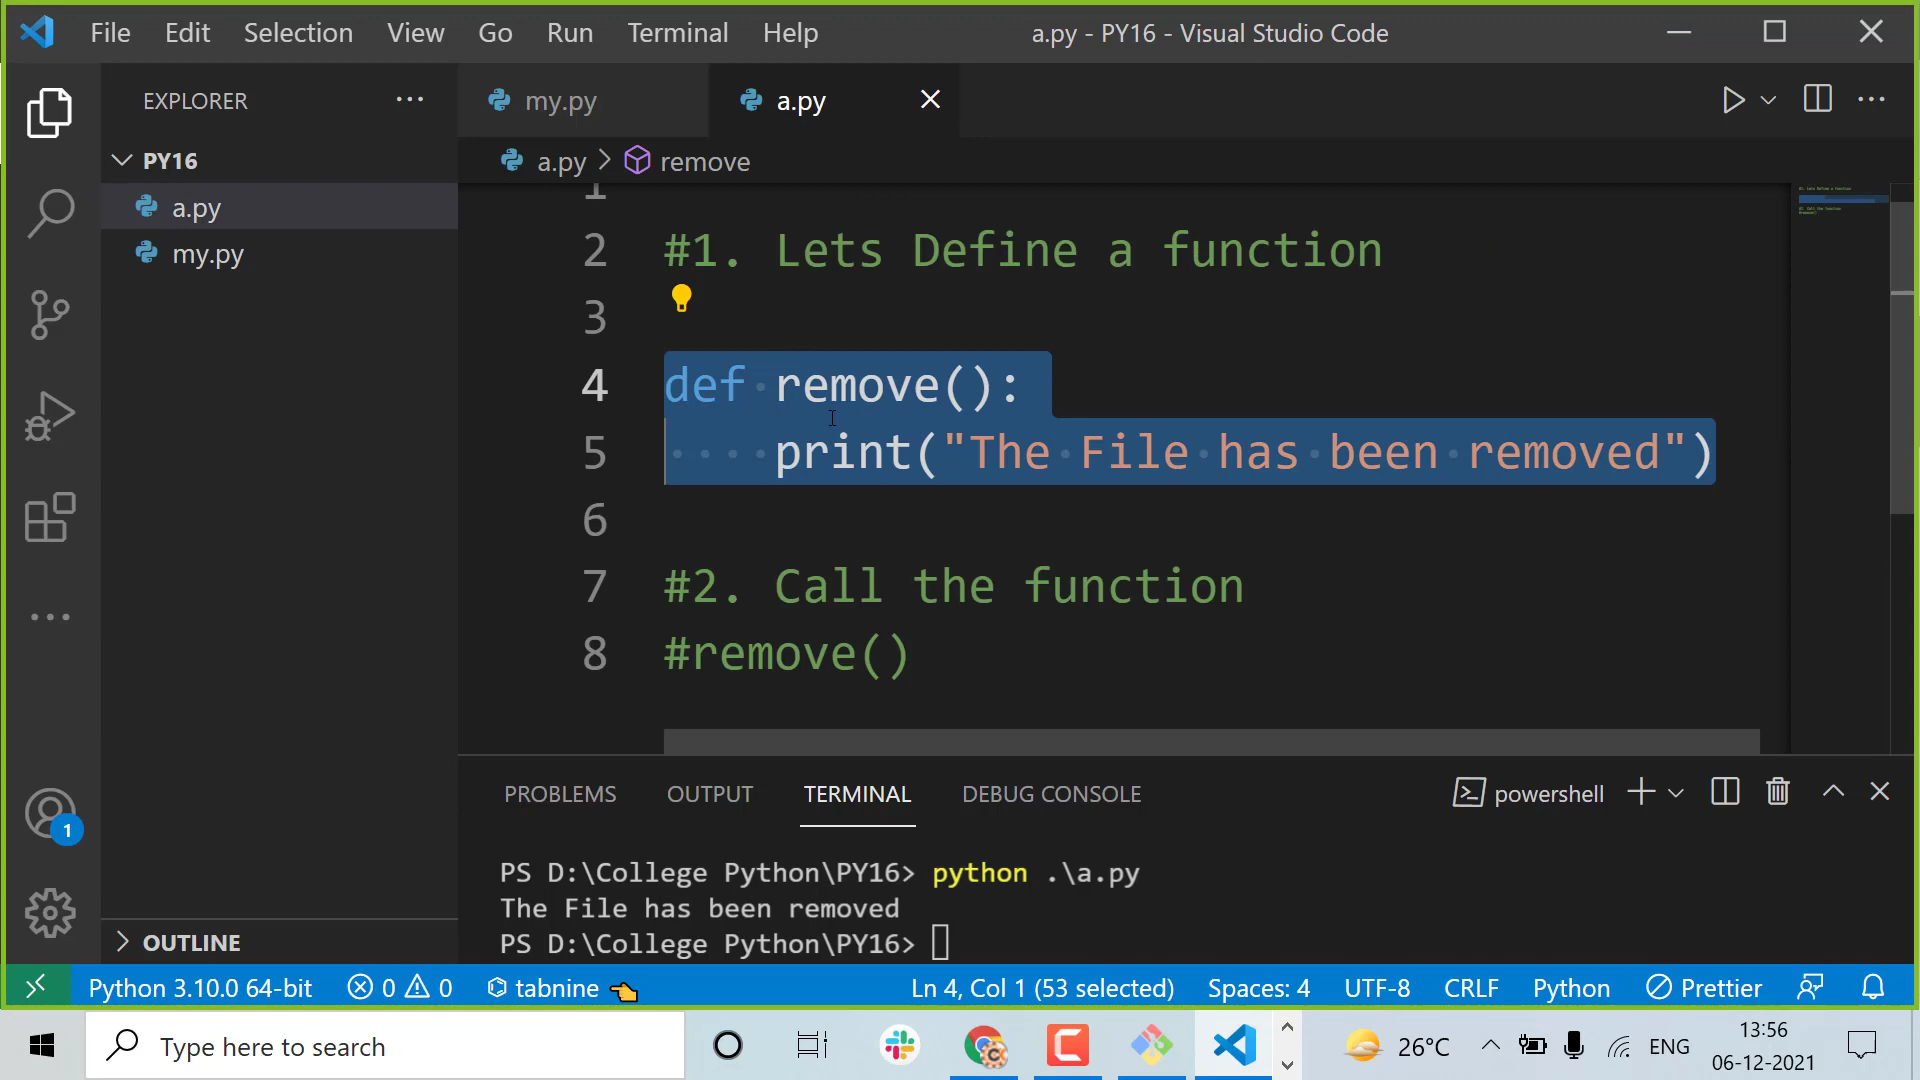 File Edit Selection View Go Run Terminal Help a.py - PY16 - Visual Studio Code
EXPLORER
my.py
a.py
PY16
a.py
my.py
a.py > remove
1
2 #1. Lets Define a function
3
4 def remove():
5 print("The File has been removed")
6
7 #2. Call the function
8 #remove()
PROBLEMS OUTPUT TERMINAL DEBUG CONSOLE powershell
PS D:\College Python\PY16> python .\a.py
The File has been removed
PS D:\College Python\PY16>
OUTLINE
1
Python 3.10.0 64-bit 0 0 tabnine Ln 4, Col 1 (53 selected) Spaces: 4 UTF-8 CRLF Python Prettier
Type here to search
26°C ENG
13:56
06-12-2021